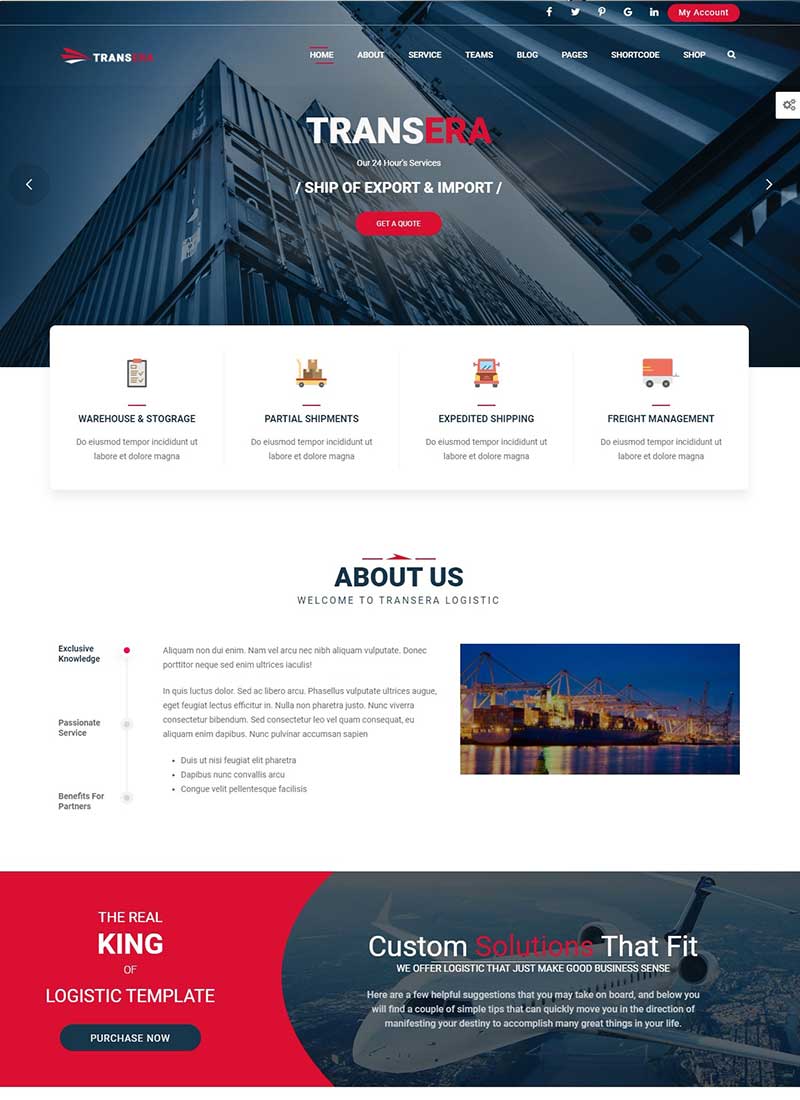 My Account
TRANSERA
HOME ABOUT SERVICE TEAMS BLOG PAGES SHORTCODE SHOP
TRANSERA
Our 24 Hour's Services
/ SHIP OF EXPORT & IMPORT /
GET A QUOTE
WAREHOUSE & STOGRAGE
Do eiusmod tempor incididunt ut
labore et dolore magna
PARTIAL SHIPMENTS
Do eiusmod tempor incididunt ut
labore et dolore magna
EXPEDITED SHIPPING
Do eiusmod tempor incididunt ut
labore et dolore magna
FREIGHT MANAGEMENT
Do eiusmod tempor incididunt ut
labore et dolore magna
ABOUT US
WELCOME TO TRANSERA LOGISTIC
Exclusive
Knowledge
Passionate
Service
Benefits For
Partners
Aliquam non dui enim. Nam vel arcu nec nibh aliquam vulputate. Donec
porttitor neque sed enim ultrices iaculis!
In quis luctus dolor. Sed ac libero arcu. Phasellus vulputate ultrices augue,
eget feugiat lectus efficitur in. Nulla non pharetra justo. Nunc viverra
consectetur bibendum. Sed consectetur leo vel quam consequat, eu
aliquam enim dapibus. Nunc pulvinar accumsan sapien
• Duis ut nisi feugiat elit pharetra
• Dapibus nunc convallis arcu
• Congue velit pellentesque facilisis
THE REAL
KING
OF
LOGISTIC TEMPLATE
PURCHASE NOW
Custom Solutions That Fit
WE OFFER LOGISTIC THAT JUST MAKE GOOD BUSINESS SENSE
Here are a few helpful suggestions that you may take on board, and below you
will find a couple of simple tips that can quickly move you in the direction of
manifesting your destiny to accomplish many great things in your life.